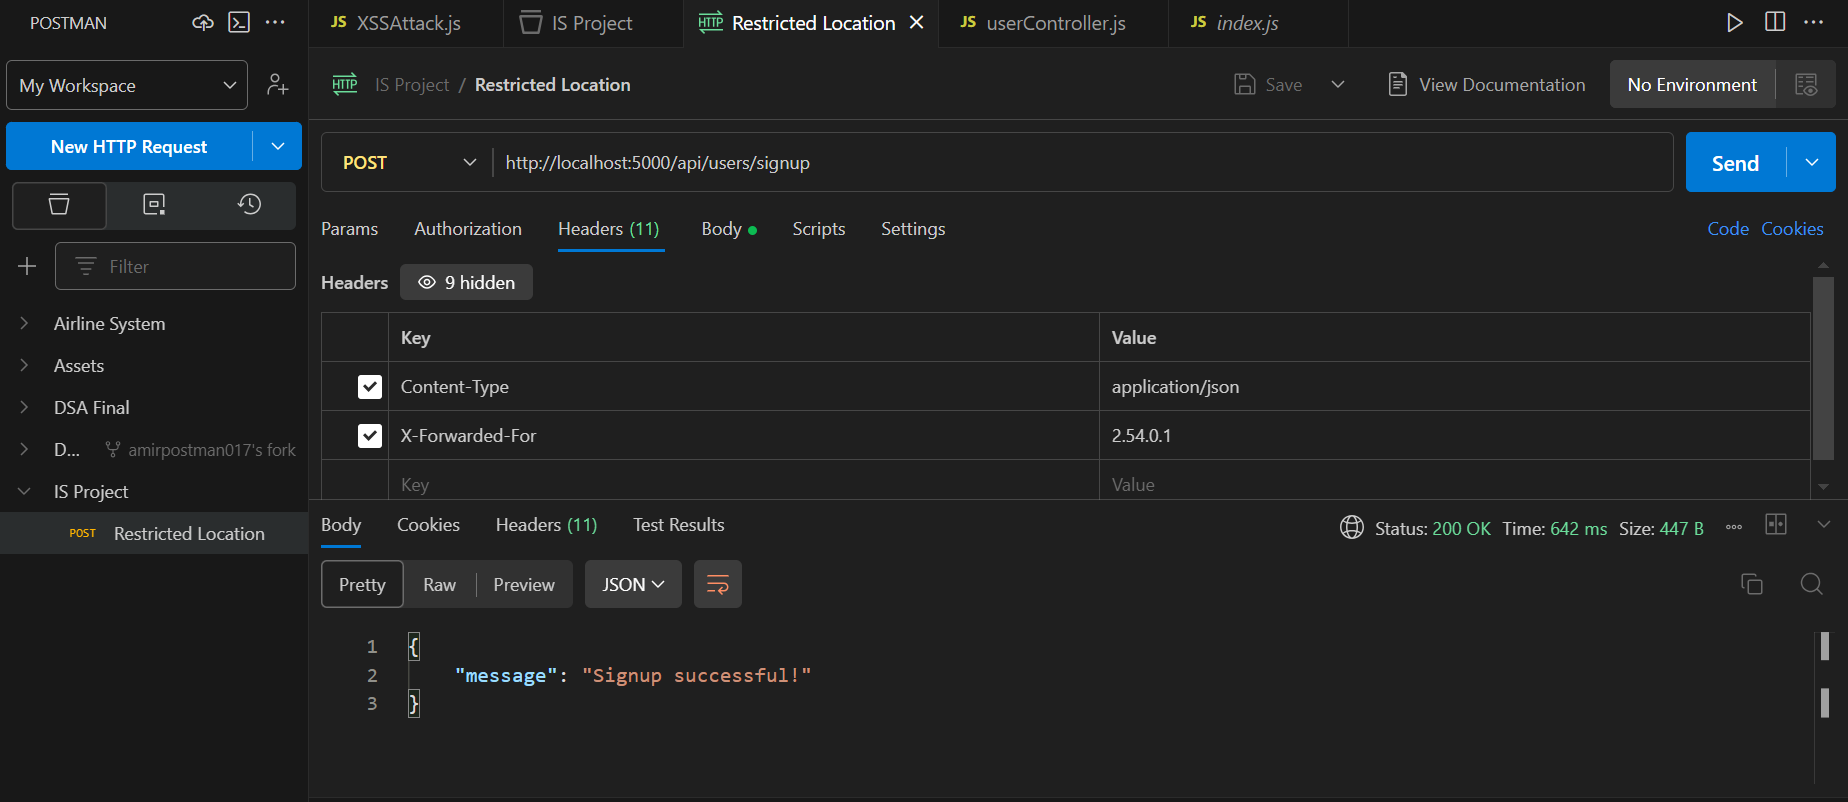 POSTMAN
My Workspace
New HTTP Request
Filter
Airline System
Assets
DSA Final
D... amirpostman017's fork
IS Project
POST Restricted Location
JS XSSAttack.js
IS Project
HTTP Restricted Location
JS userController.js
JS index.js
HTTP IS Project / Restricted Location
Save
View Documentation
No Environment
POST http://localhost:5000/api/users/signup
Send
Params Authorization Headers (11) Body Scripts Settings
Code Cookies
Headers 9 hidden
Key Value
Content-Type application/json
X-Forwarded-For 2.54.0.1
Key Value
Body Cookies Headers (11) Test Results
Status: 200 OK Time: 642 ms Size: 447 B
Pretty Raw Preview JSON
1 {
2 "message": "Signup successful!"
3 }